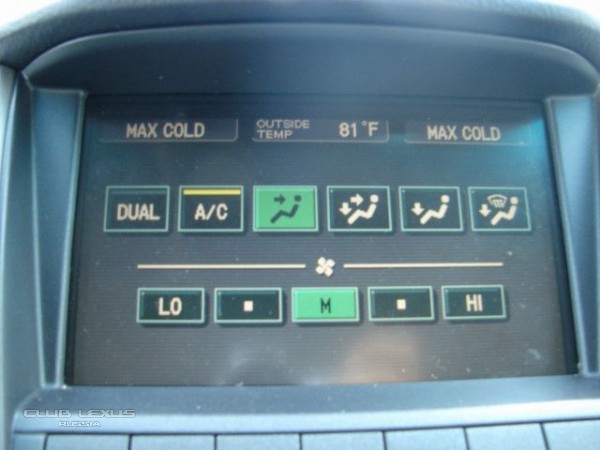 MAX COLD OUTSIDE TEMP 81°F MAX COLD
DUAL A/C
LO M HI
CLUB LEXUS
RUSSIA